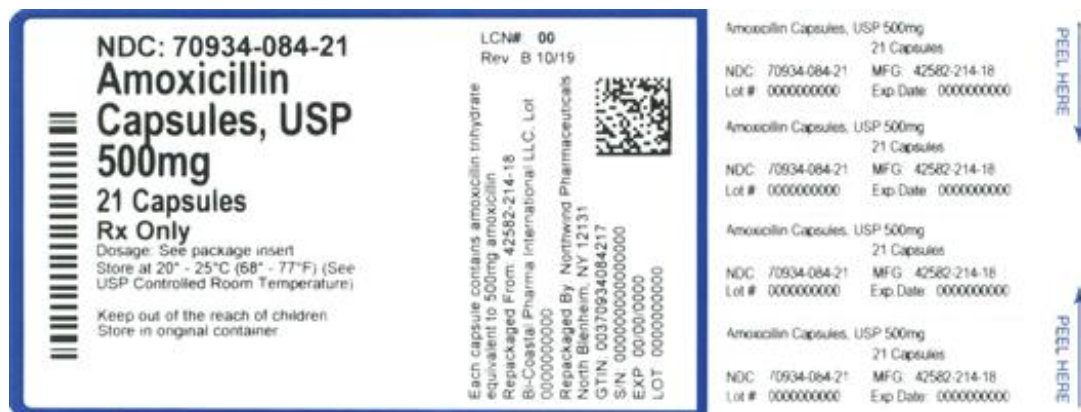 NDC: 70934-084-21
Amoxicillin
Capsules, USP
500mg
21 Capsules
Rx Only
Dosage: See package insert
Store at 20° - 25°C (68° - 77°F) (See
USP Controlled Room Temperature)
Keep out of the reach of children
Store in original container
LCN# 00
Rev B 10/19
Each capsule contains amoxicillin trihydrate
equivalent to 500mg amoxicillin
Repackaged From: 42582-214-18
Bi-Coastal Pharma International LLC, Lot
0000000000
Repackaged By Northwind Pharmaceuticals
North Blenheim, NY 12131
GTIN: 00370934084217
S/N: 00000000000000
EXP 00/00/0000
LOT 0000000000
Amoxicillin Capsules, USP 500mg
21 Capsules
NDC 70934-084-21 MFG: 42582-214-18
Lot # 0000000000 Exp Date: 0000000000
Amoxicillin Capsules, USP 500mg
21 Capsules
NDC 70934-084-21 MFG: 42582-214-18
Lot # 0000000000 Exp Date: 0000000000
Amoxicillin Capsules, USP 500mg
21 Capsules
NDC 70934-084-21 MFG: 42582-214-18
Lot # 0000000000 Exp Date: 0000000000
Amoxicillin Capsules, USP 500mg
21 Capsules
NDC 70934-084-21 MFG: 42582-214-18
Lot # 0000000000 Exp Date: 0000000000
PEEL HERE
PEEL HERE